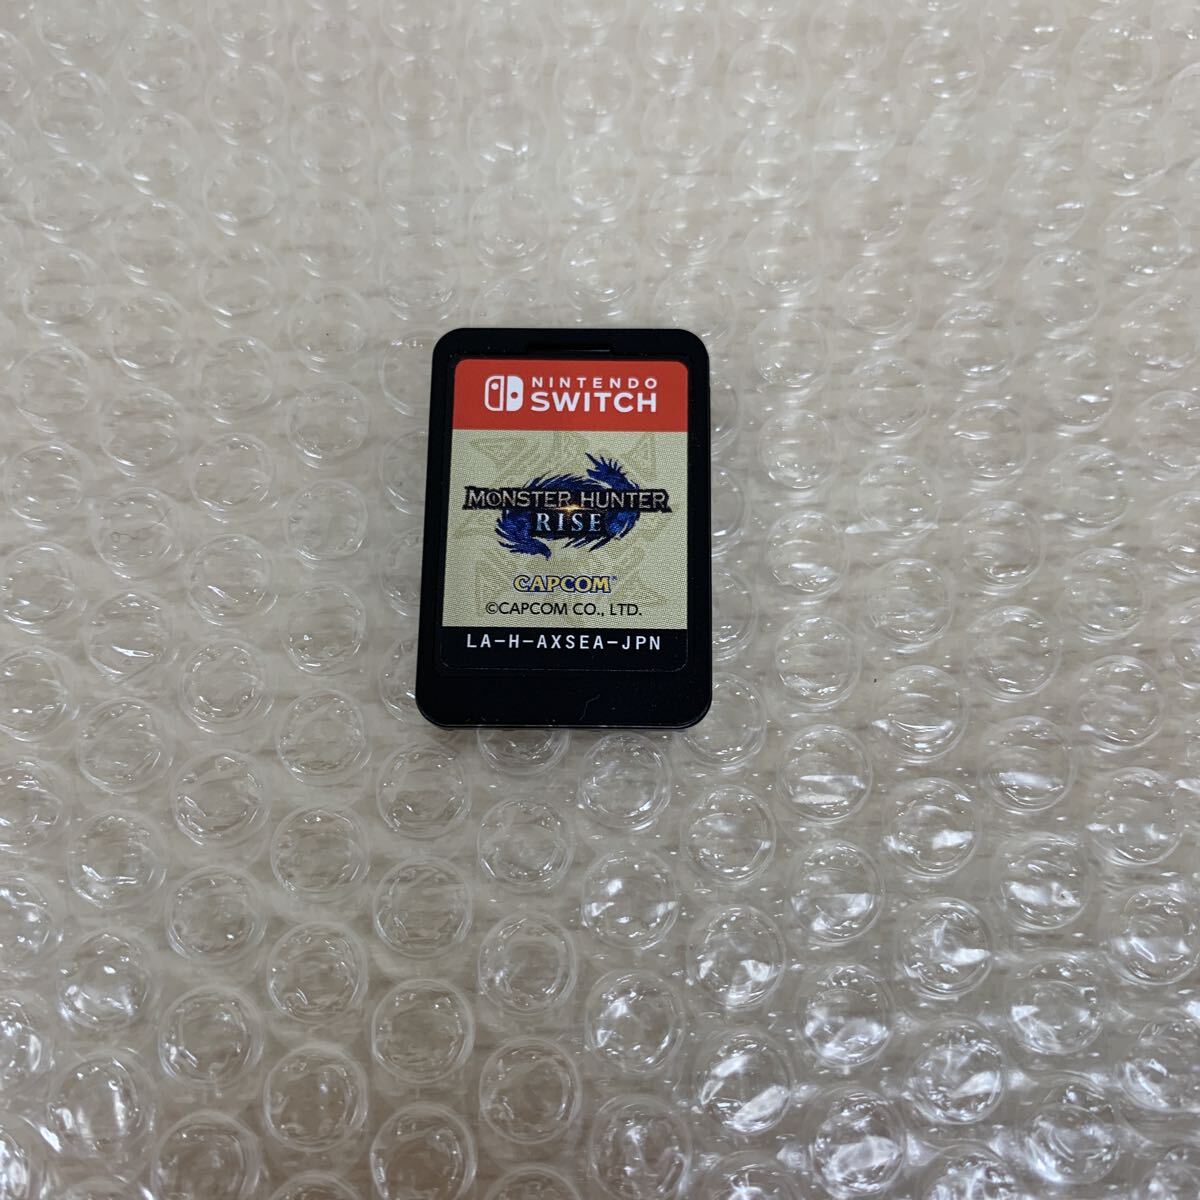 NINTENDO
SWITCH
MONSTER HUNTER
RISE
CAPCOM
©CAPCOM CO., LTD.
LA-H-AXSEA-JPN